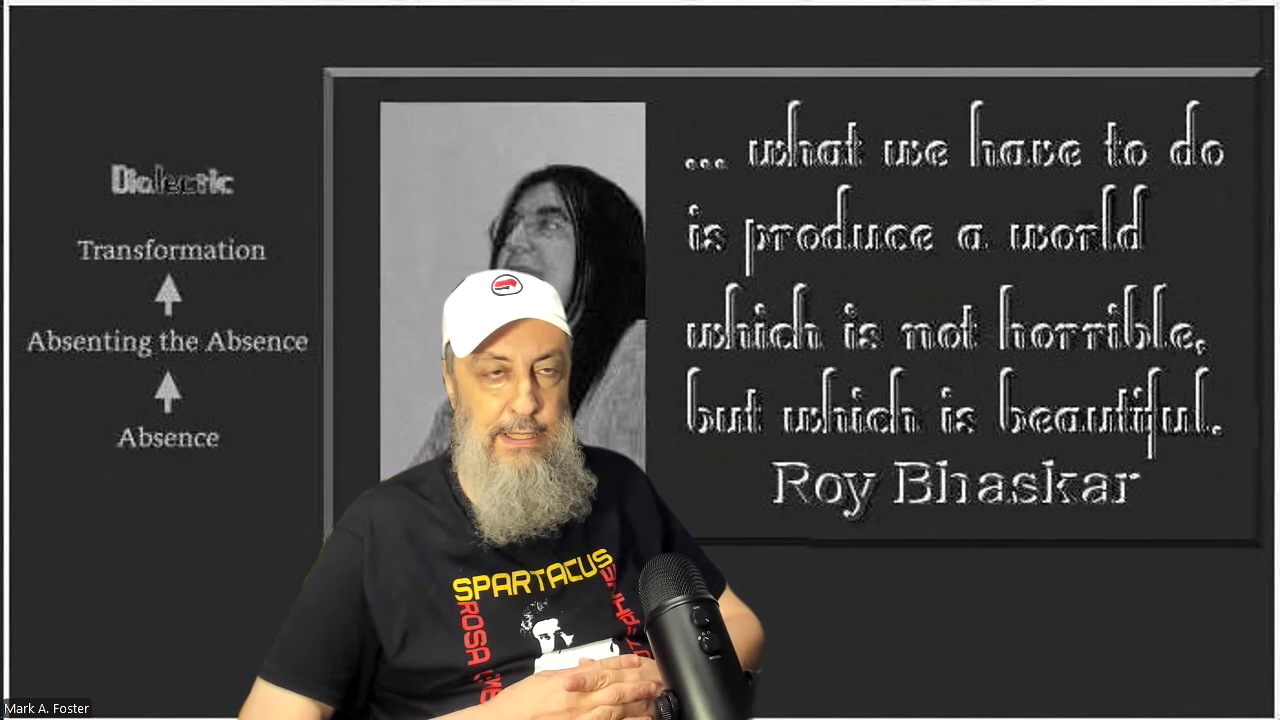 Dialectic
Transformation
Absenting the Absence
Absence
... what we have to do
is produce a world
which is not horrible,
but which is beautiful.
Roy Bhaskar
SPARTACUS
ROSA
Mark A. Foster